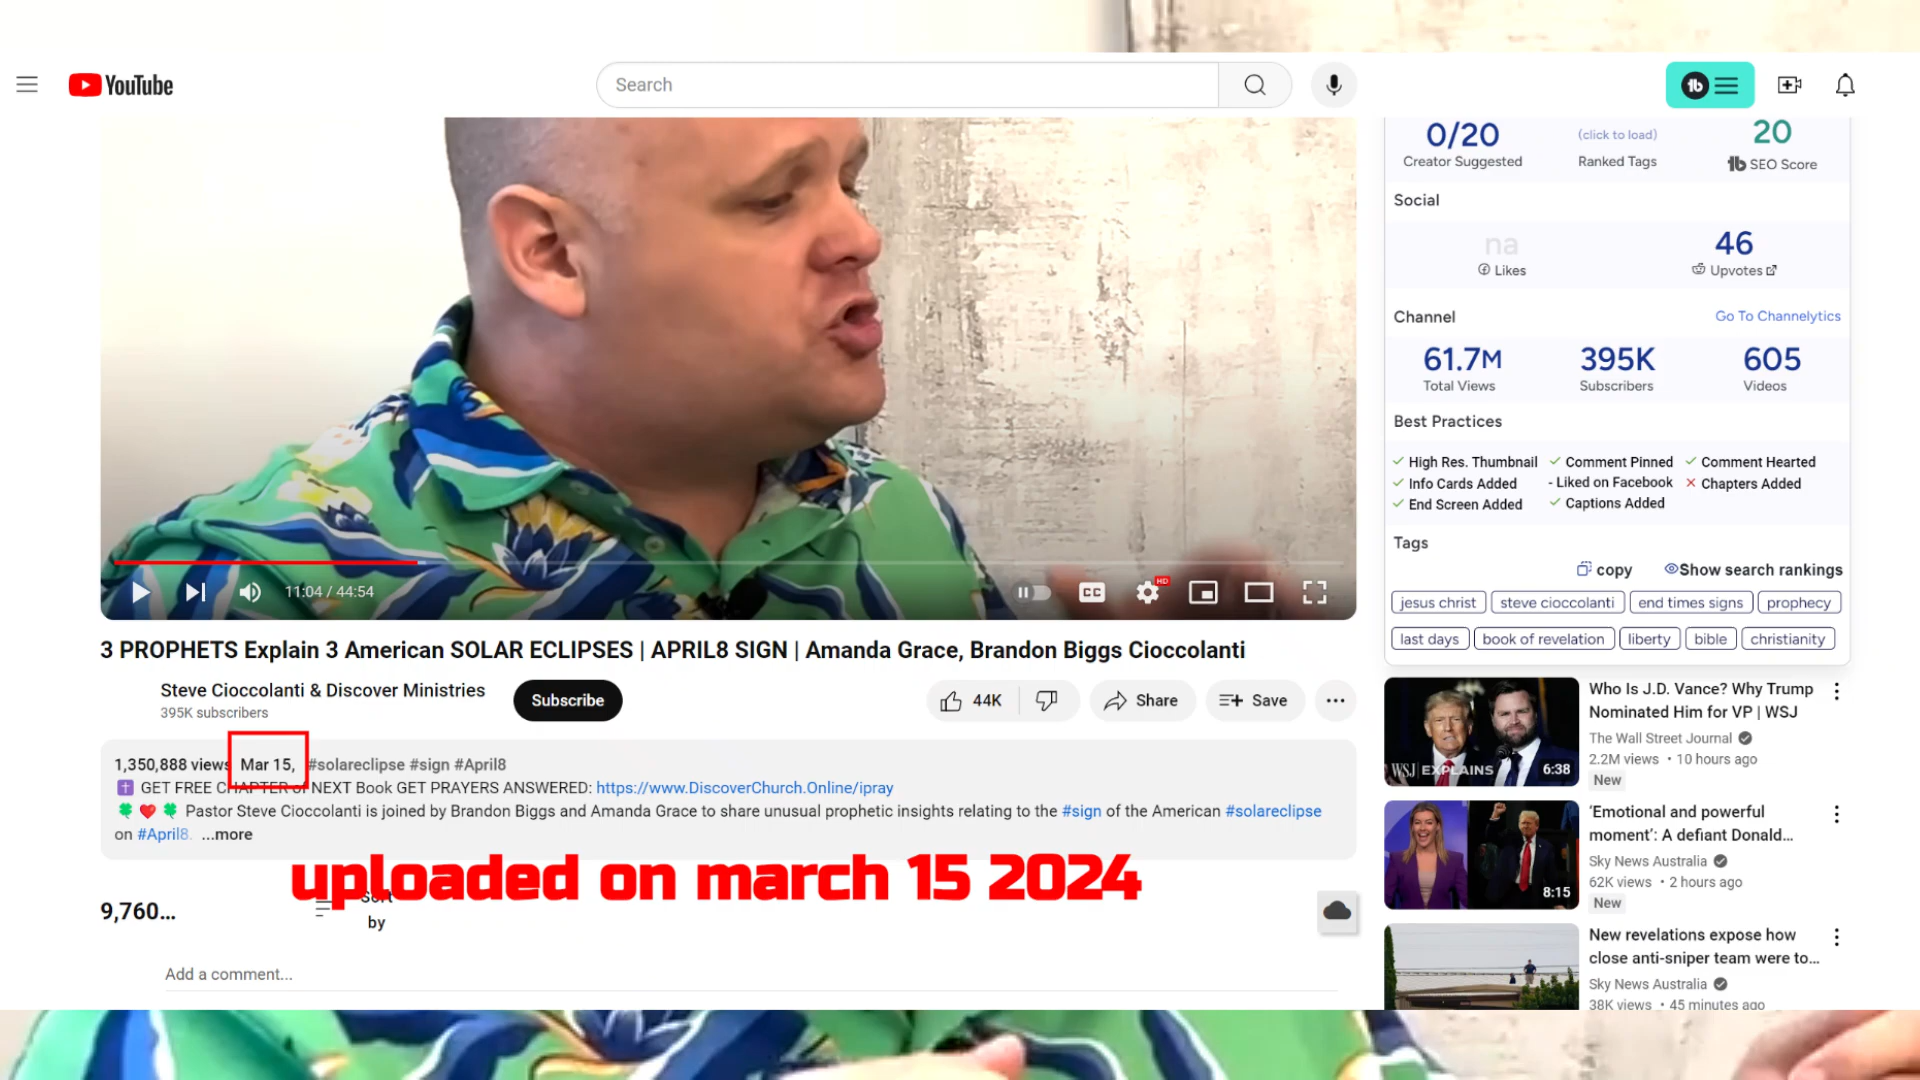 YouTube
Search
0/20
Creator Suggested
(click to load)
Ranked Tags
20
SEO Score
Social
na
Likes
46
Upvotes
Channel
Go To Channelytics
61.7M
Total Views
395K
Subscribers
605
Videos
Best Practices
High Res. Thumbnail
Comment Pinned
Comment Hearted
Info Cards Added
- Liked on Facebook
Chapters Added
End Screen Added
Captions Added
Tags
copy
Show search rankings
jesus christ
steve cioccolanti
end times signs
prophecy
last days
book of revelation
liberty
bible
christianity
11:04 / 44:54
CC
HD
3 PROPHETS Explain 3 American SOLAR ECLIPSES | APRIL8 SIGN | Amanda Grace, Brandon Biggs Cioccolanti
Steve Cioccolanti & Discover Ministries
395K subscribers
Subscribe
44K
Share
Save
1,350,888 views Mar 15, #solareclipse #sign #April8
GET FREE CHAPTER of NEXT Book GET PRAYERS ANSWERED: https://www.DiscoverChurch.Online/ipray
Pastor Steve Cioccolanti is joined by Brandon Biggs and Amanda Grace to share unusual prophetic insights relating to the #sign of the American #solareclipse
on #April8. ...more
uploaded on march 15 2024
9,760...
Sort
by
Add a comment...
WSJ EXPLAINS
6:38
Who Is J.D. Vance? Why Trump
Nominated Him for VP | WSJ
The Wall Street Journal
2.2M views • 10 hours ago
New
8:15
‘Emotional and powerful
moment’: A defiant Donald...
Sky News Australia
62K views • 2 hours ago
New
New revelations expose how
close anti-sniper team were to...
Sky News Australia
38K views • 45 minutes ago